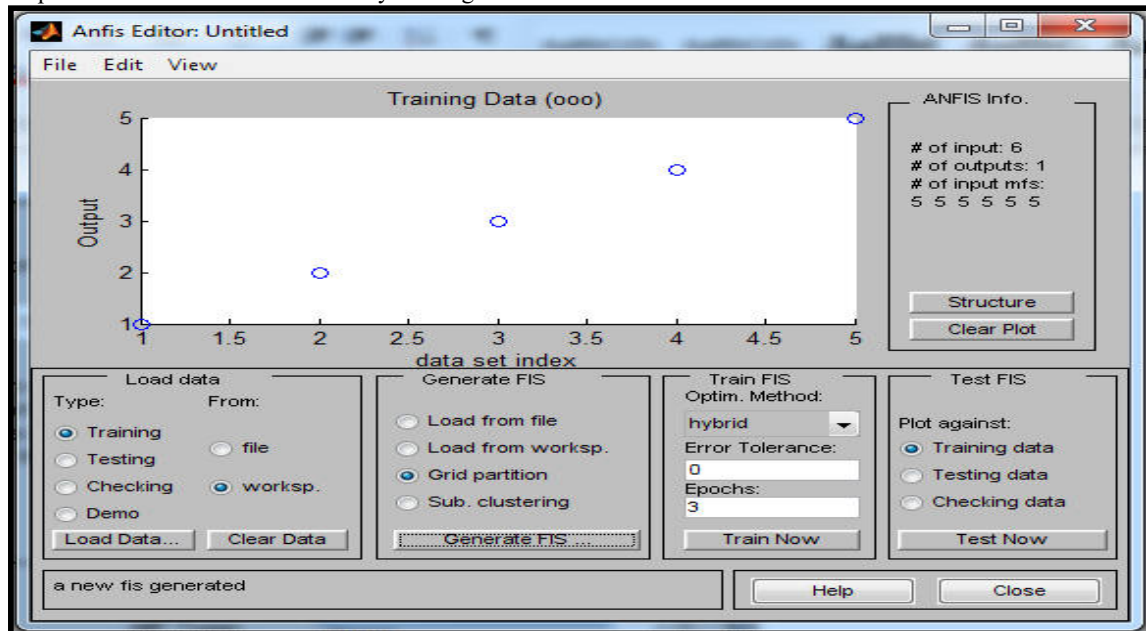 Anfis Editor: Untitled
File Edit View
Training Data (ooo)
5
4
3
2
1
Output
1 1.5 2 2.5 3 3.5 4 4.5 5
data set index
ANFIS Info.
# of input: 6
# of outputs: 1
# of input mfs:
5 5 5 5 5 5
Structure
Clear Plot
Load data
Type: From:
Training
Testing
Checking
Demo
file
worksp.
Load Data... Clear Data
Generate FIS
Load from file
Load from worksp.
Grid partition
Sub. clustering
Generate FIS ...
Train FIS
Optim. Method:
hybrid
Error Tolerance:
0
Epochs:
3
Train Now
Test FIS
Plot against:
Training data
Testing data
Checking data
Test Now
a new fis generated
Help Close